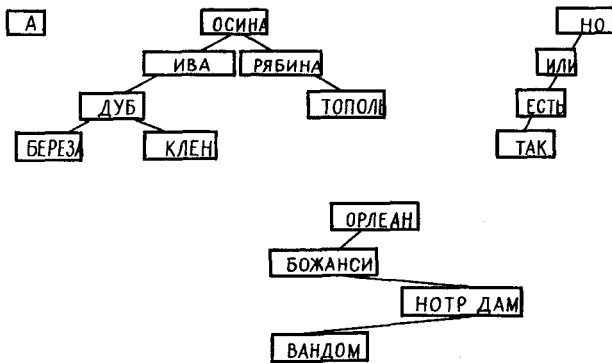 А ОСИНА НО
ИВА РЯБИНА ИЛИ
ДУБ ТОПОЛЬ ЕСТЬ
БЕРЕЗА КЛЕН ТАК
ОРЛЕАН
БОЖАНСИ
НОТР ДАМ
ВАНДОМ